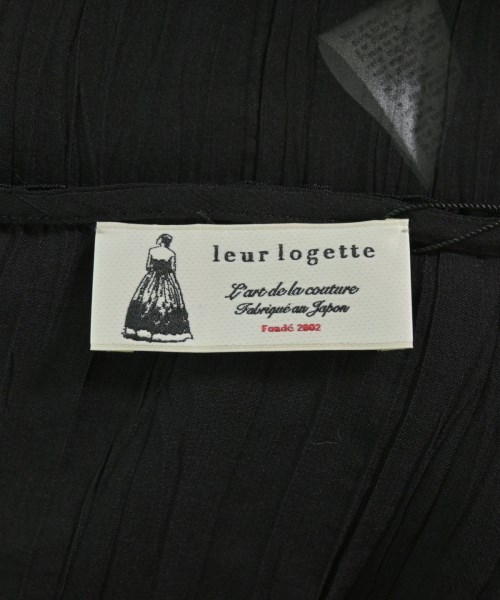 leur logette
L'art de la couture
Fabriqué au Japon
Fondé 2002